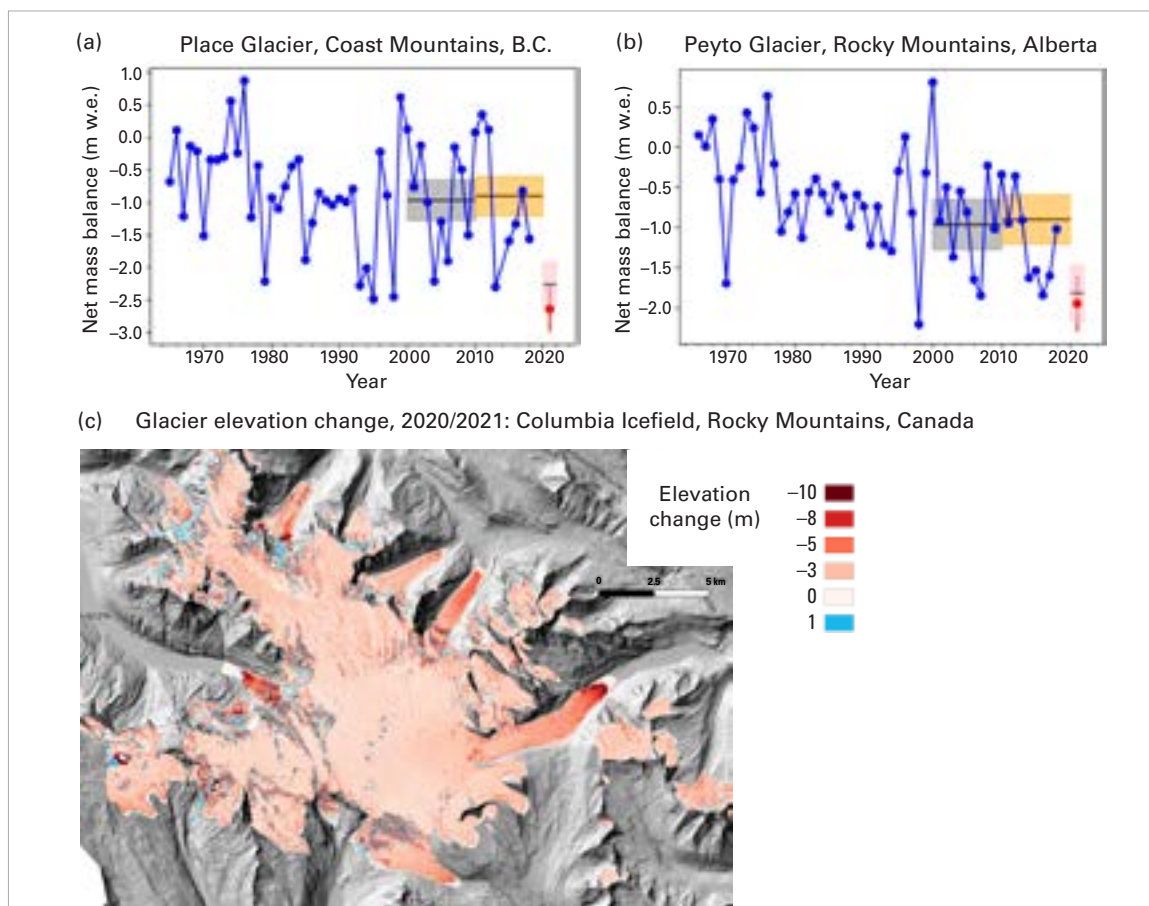 (a) Place Glacier, Coast Mountains, B.C.
Net mass balance (m w.e.)
1.0
0.5
0.0
–0.5
–1.0
–1.5
–2.0
–2.5
–3.0
1970 1980 1990 2000 2010 2020
Year
(b) Peyto Glacier, Rocky Mountains, Alberta
Net mass balance (m w.e.)
0.5
0.0
–0.5
–1.0
–1.5
–2.0
1970 1980 1990 2000 2010 2020
Year
(c) Glacier elevation change, 2020/2021: Columbia Icefield, Rocky Mountains, Canada
0 2.5 5 km
Elevation
change (m)
–10
–8
–5
–3
0
1